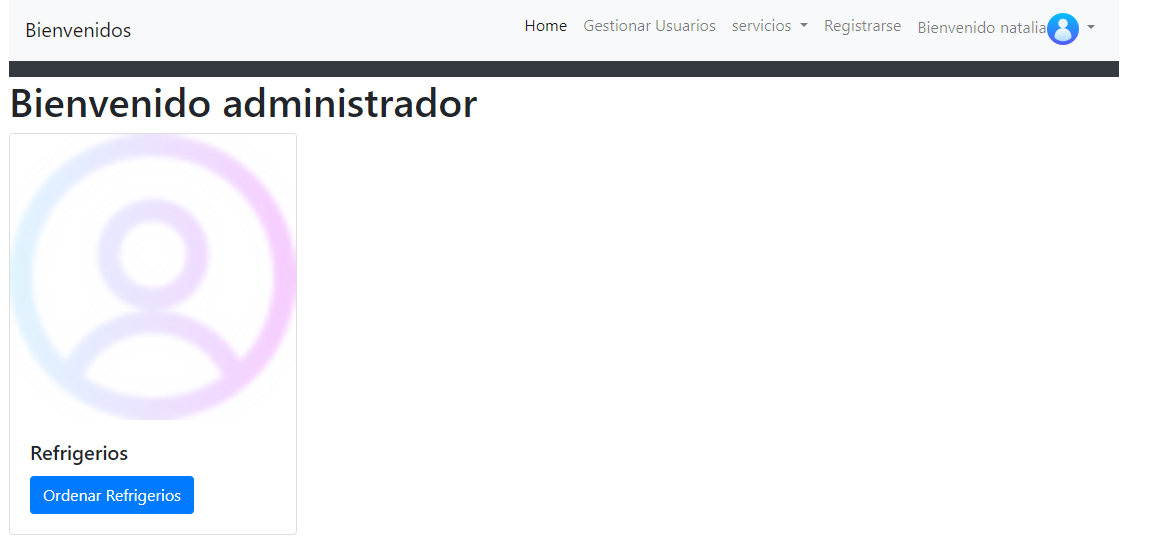 Bienvenidos
Home Gestionar Usuarios servicios Registrarse Bienvenido natalia
Bienvenido administrador
Refrigerios
Ordenar Refrigerios